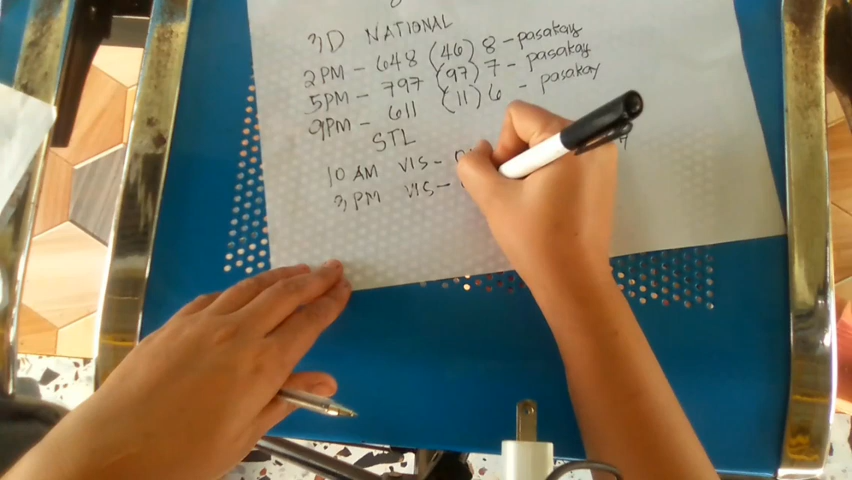 3D NATIONAL
2PM - 648 (46) 8 - pasakay
5PM - 797 (97) 7 - pasakay
9PM - 611 (11) 6 - pasakay
STL
10 AM VIS-
3 PM VIS-